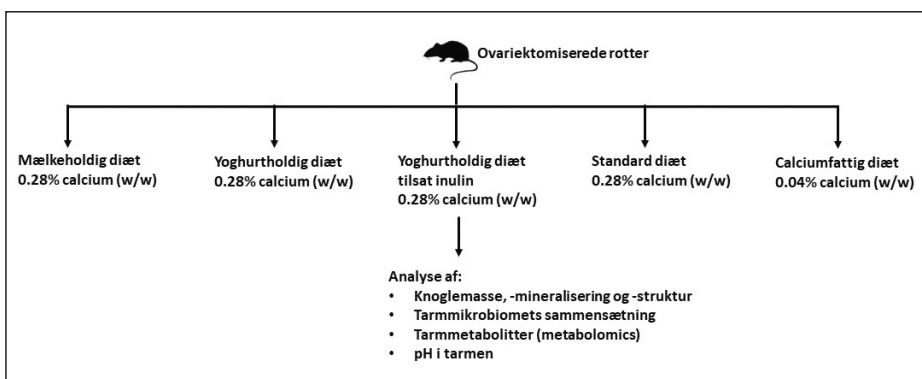 Ovariektomiserede rotter
Mælkeholdig diæt
0.28% calcium (w/w)
Yoghurtholdig diæt
0.28% calcium (w/w)
Yoghurtholdig diæt
tilsat inulin
0.28% calcium (w/w)
Standard diæt
0.28% calcium (w/w)
Calciumfattig diæt
0.04% calcium (w/w)
Analyse af:
• Knoglemasse, -mineralisering og -struktur
• Tarmmikrobiomets sammensætning
• Tarmmetabolitter (metabolomics)
• pH i tarmen